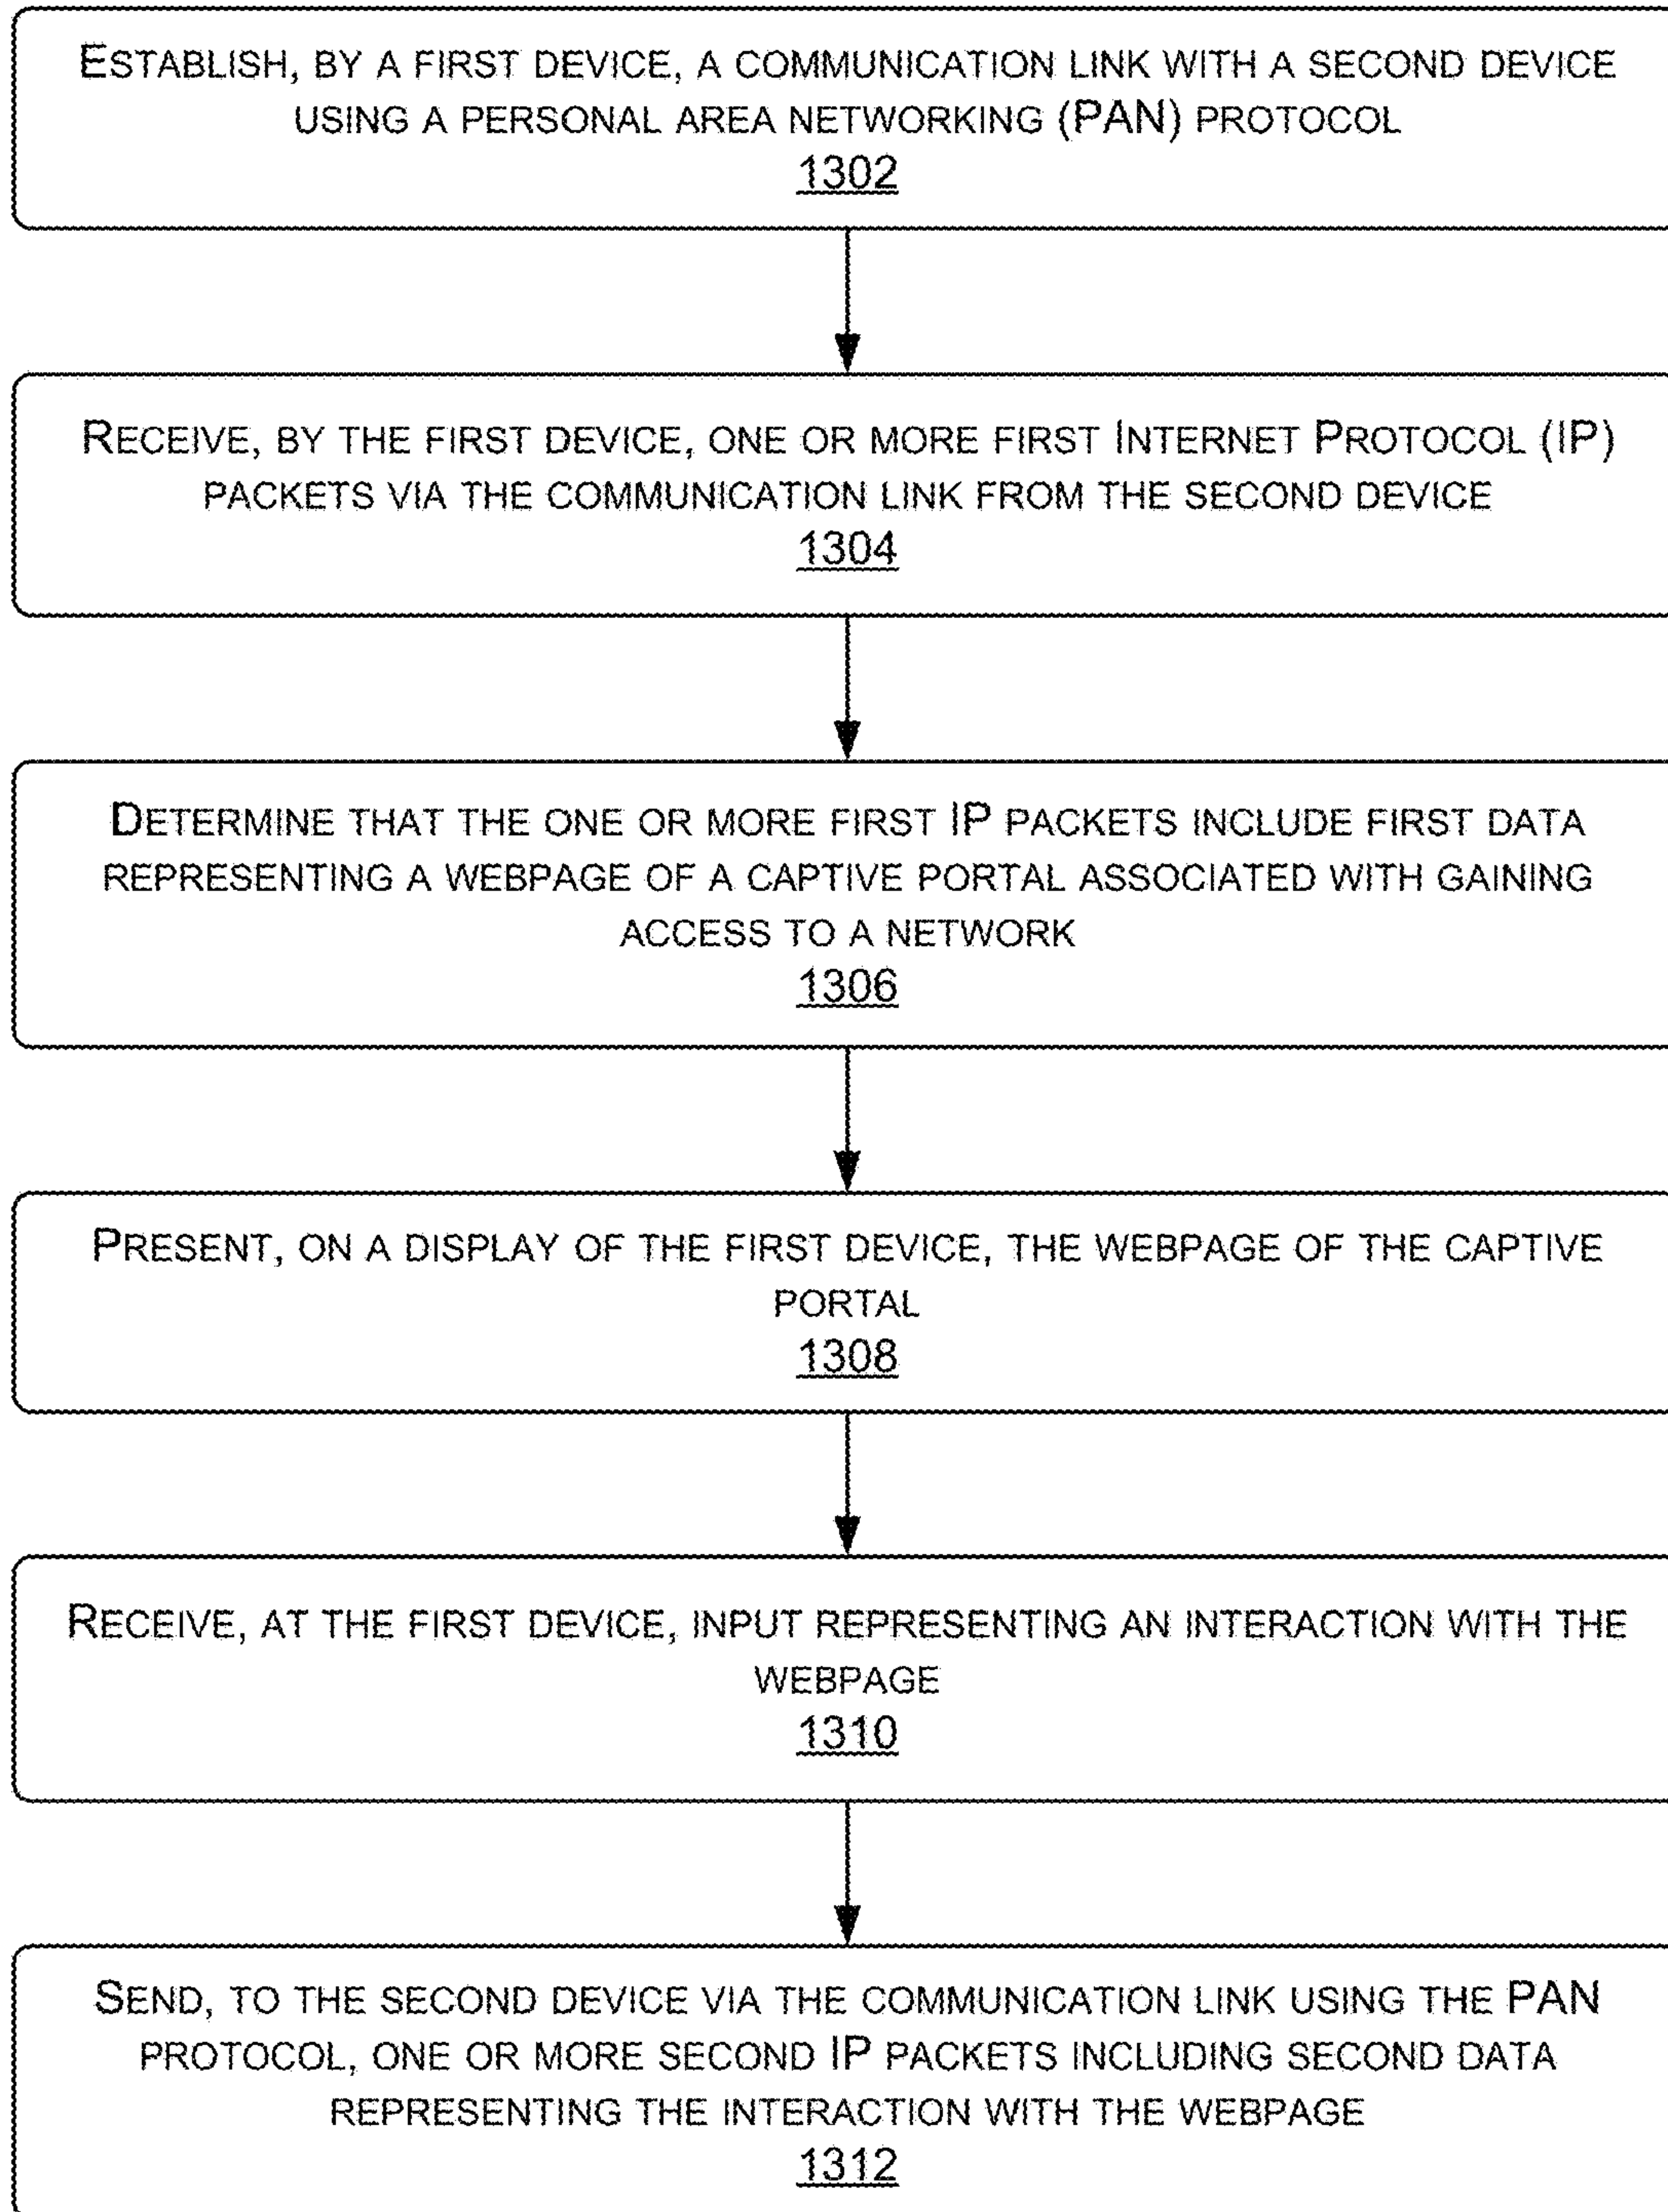 ESTABLISH, BY A FIRST DEVICE, A COMMUNICATION LINK WITH A SECOND DEVICE
USING A PERSONAL AREA NETWORKING (PAN) PROTOCOL
1302
RECEIVE, BY THE FIRST DEVICE, ONE OR MORE FIRST INTERNET PROTOCOL (IP)
PACKETS VIA THE COMMUNICATION LINK FROM THE SECOND DEVICE
1304
DETERMINE THAT THE ONE OR MORE FIRST IP PACKETS INCLUDE FIRST DATA
REPRESENTING A WEBPAGE OF A CAPTIVE PORTAL ASSOCIATED WITH GAINING
ACCESS TO A NETWORK
1306
PRESENT, ON A DISPLAY OF THE FIRST DEVICE, THE WEBPAGE OF THE CAPTIVE
PORTAL
1308
RECEIVE, AT THE FIRST DEVICE, INPUT REPRESENTING AN INTERACTION WITH THE
WEBPAGE
1310
SEND, TO THE SECOND DEVICE VIA THE COMMUNICATION LINK USING THE PAN
PROTOCOL, ONE OR MORE SECOND IP PACKETS INCLUDING SECOND DATA
REPRESENTING THE INTERACTION WITH THE WEBPAGE
1312